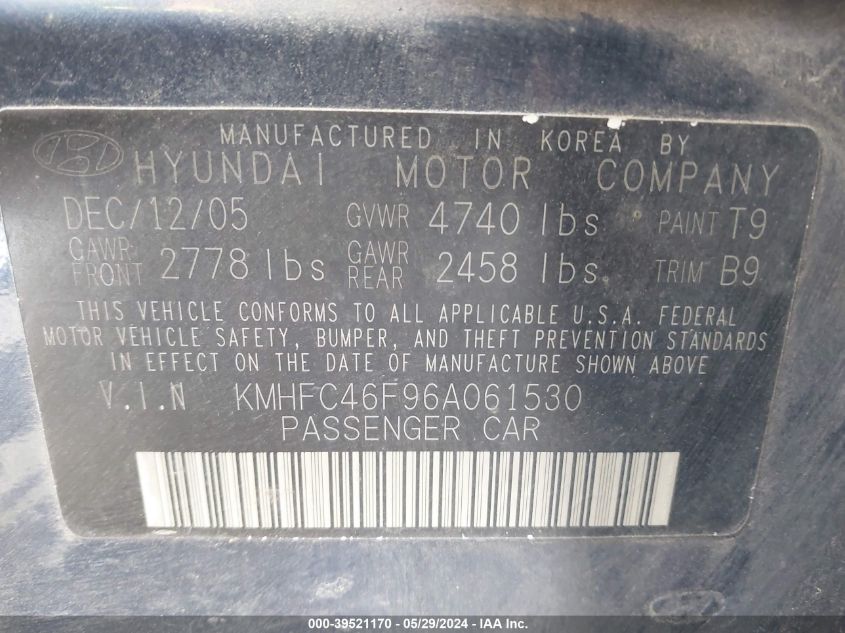 MANUFACTURED IN KOREA BY
HYUNDAI MOTOR COMPANY
DEC/12/05 GVWR 4740 lbs PAINT T9
GAWR FRONT 2778 lbs GAWR REAR 2458 lbs TRIM B9
THIS VEHICLE CONFORMS TO ALL APPLICABLE U.S.A. FEDERAL
MOTOR VEHICLE SAFETY, BUMPER, AND THEFT PREVENTION STANDARDS
IN EFFECT ON THE DATE OF MANUFACTURE SHOWN ABOVE
V.I.N KMHFC46F96A061530
PASSENGER CAR
000-39521170 - 05/29/2024 - IAA Inc.